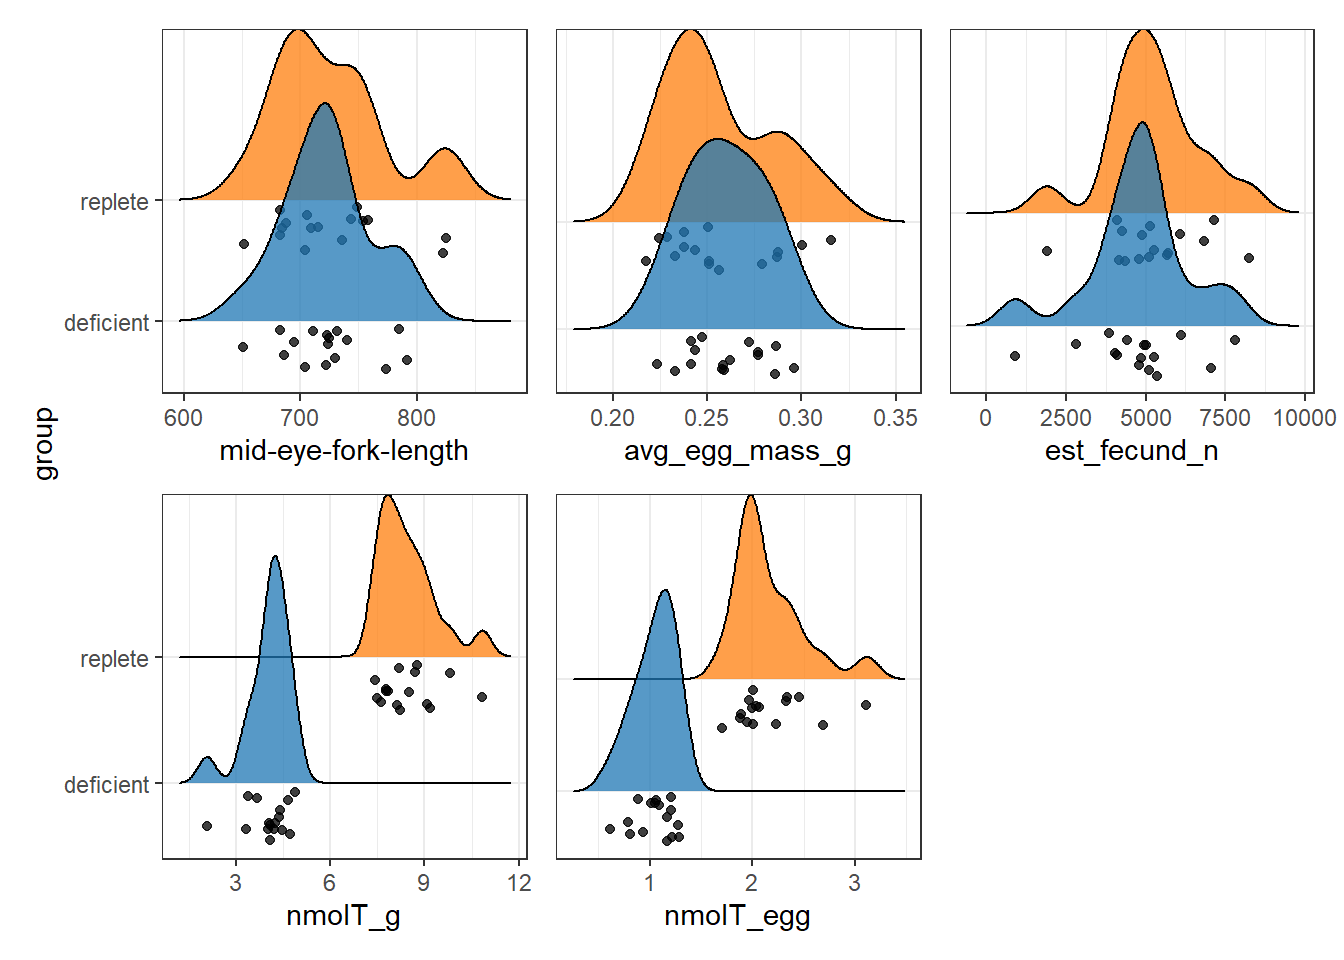 group
replete
deficient
600 700 800
mid-eye-fork-length
0.20 0.25 0.30 0.35
avg_egg_mass_g
0 2500 5000 7500 10000
est_fecund_n
replete
deficient
3 6 9 12
nmolT_g
1 2 3
nmolT_egg